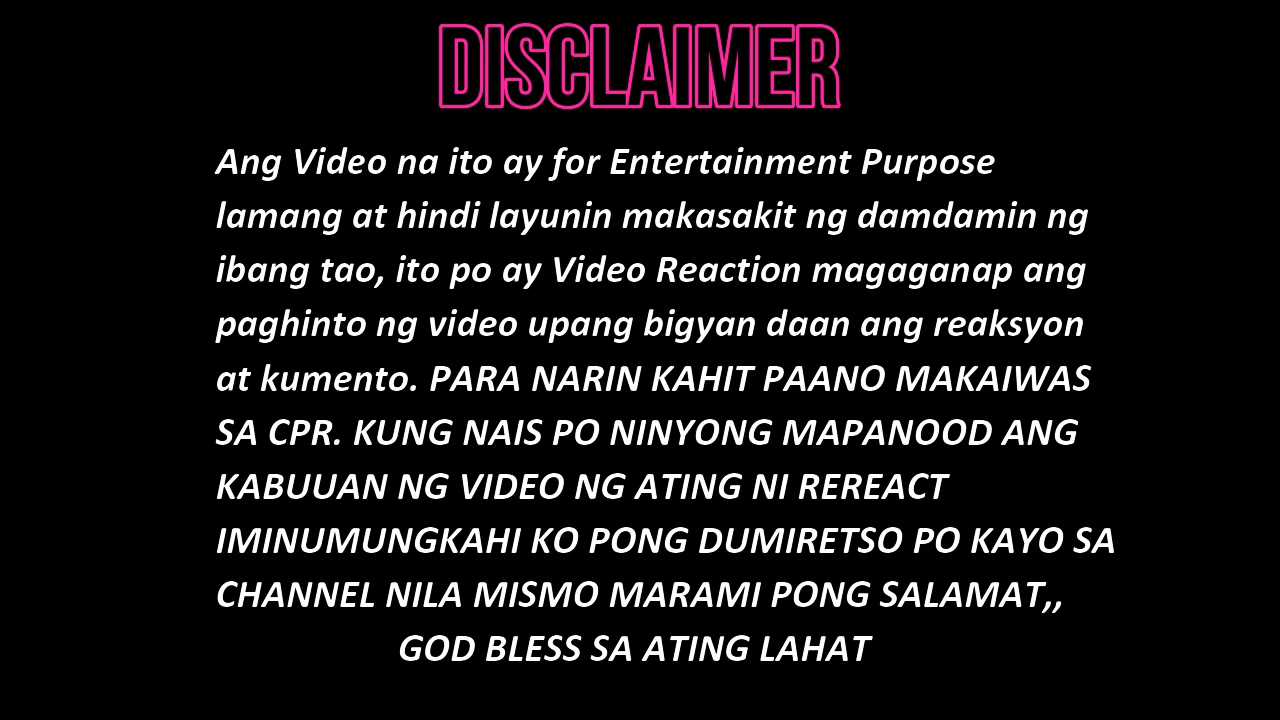 DISCLAIMER
Ang Video na ito ay for Entertainment Purpose
lamang at hindi layunin makasakit ng damdamin ng
ibang tao, ito po ay Video Reaction magaganap ang
paghinto ng video upang bigyan daan ang reaksyon
at kumento. PARA NARIN KAHIT PAANO MAKAIWAS
SA CPR. KUNG NAIS PO NINYONG MAPANOOD ANG
KABUUAN NG VIDEO NG ATING NI REREACT
IMINUMUNGKAHI KO PONG DUMIRETSO PO KAYO SA
CHANNEL NILA MISMO MARAMI PONG SALAMAT,,
GOD BLESS SA ATING LAHAT